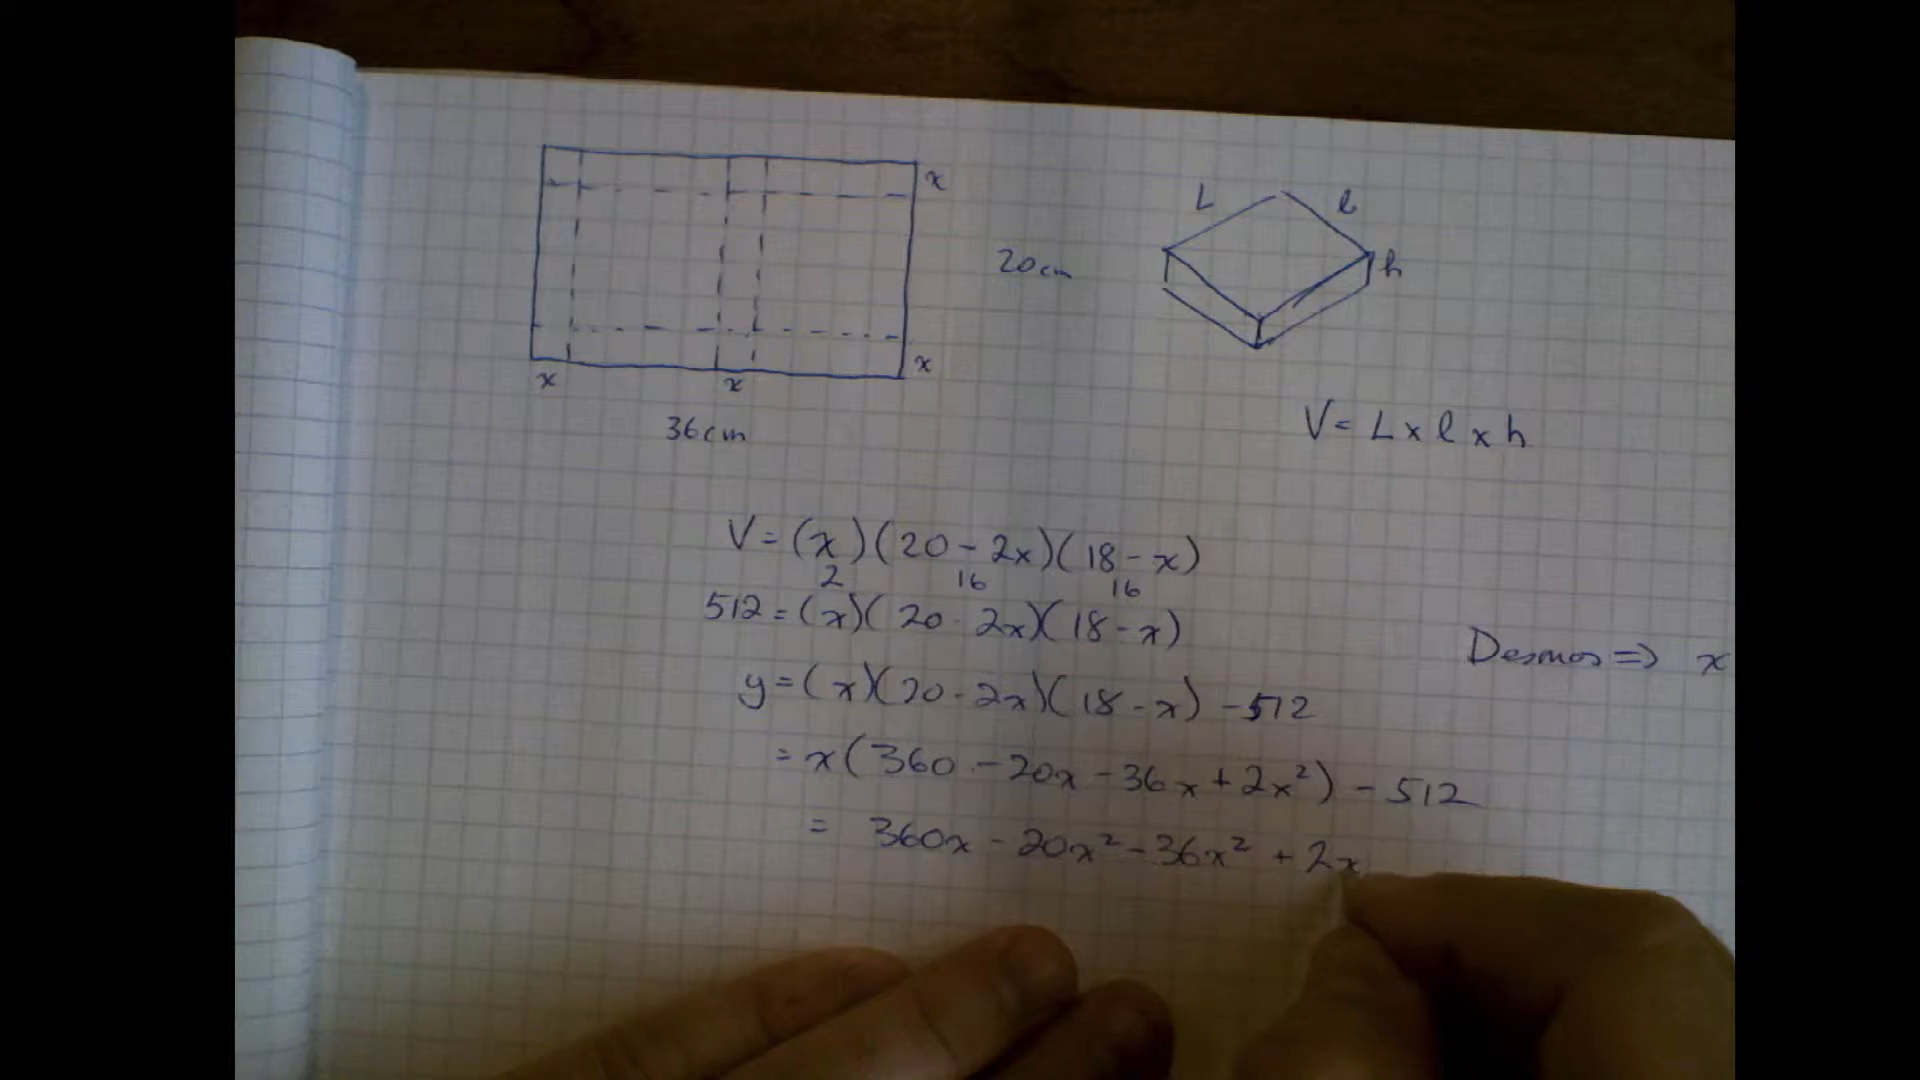 x
L l
20cm h
x x x
36cm
V = L x l x h
V = (x)(20 - 2x)(18 - x)
2 16 16
512 = (x)(20 - 2x)(18 - x)
Desmos => x
y = (x)(20 - 2x)(18 - x) - 512
= x(360 - 20x - 36x + 2x²) - 512
= 360x - 20x² - 36x² + 2x